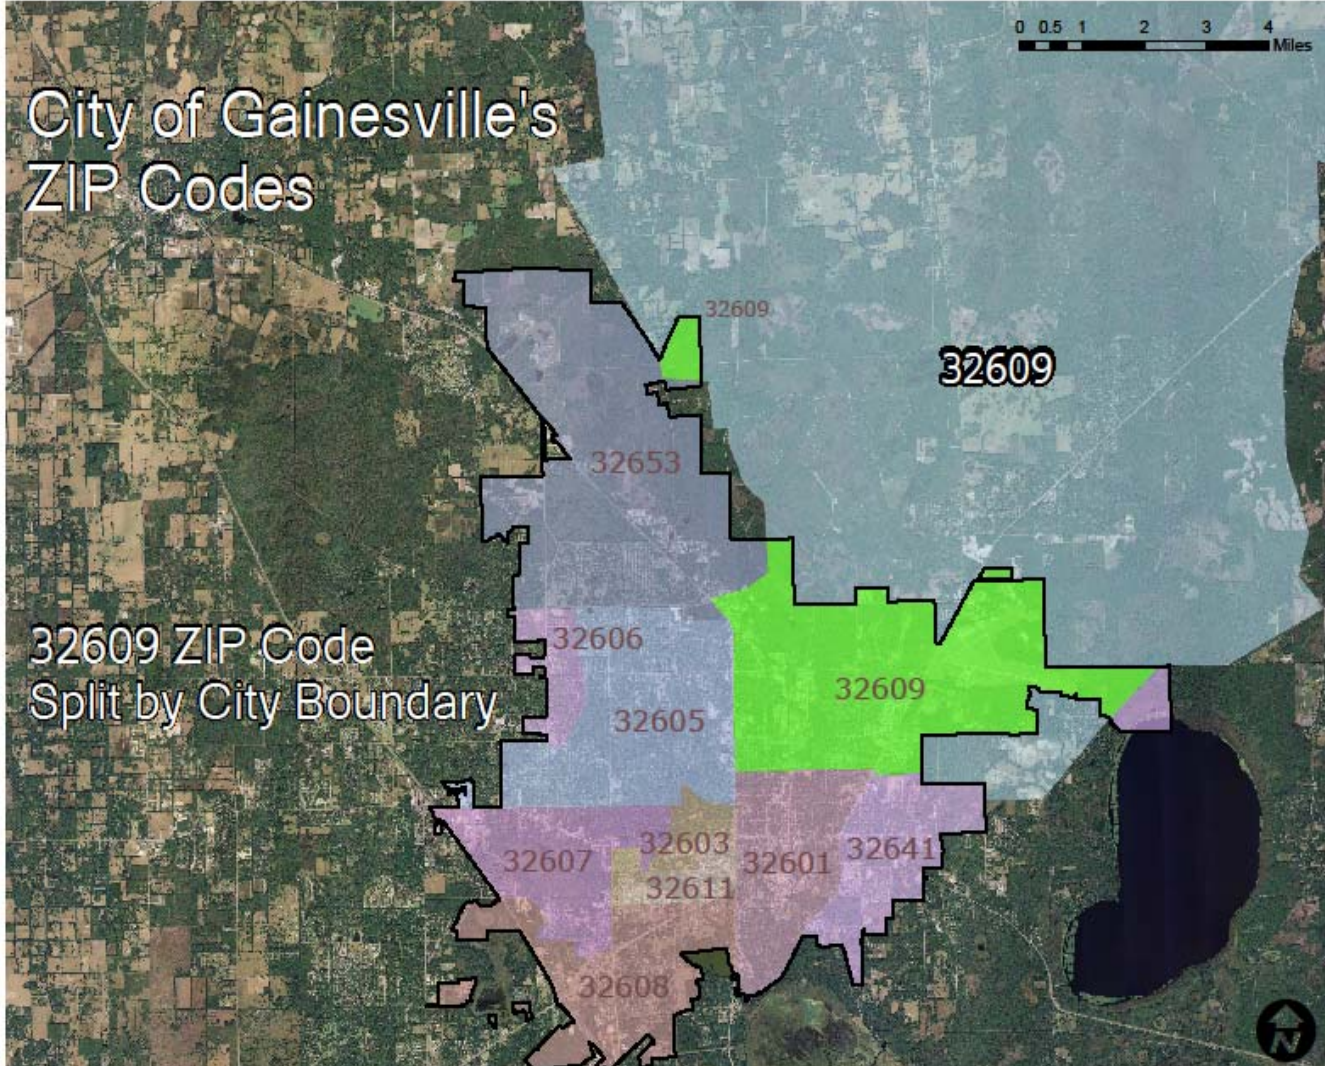 0 0.5 1 2 3 4
Miles
City of Gainesville's
ZIP Codes
32609
32609
32653
32606
32609 ZIP Code
Split by City Boundary
32609
32605
32603
32607
32601
32641
32611
32608
N